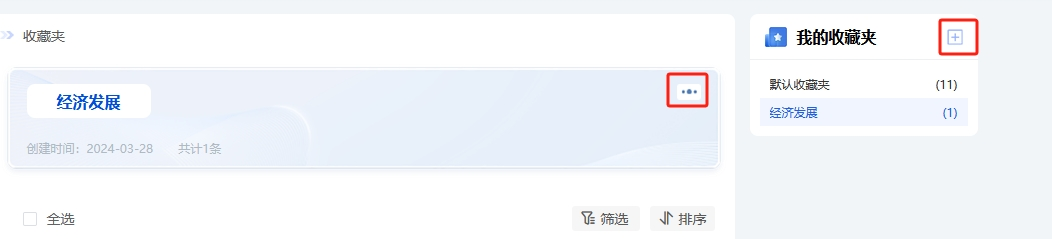 收藏夹
经济发展
创建时间：2024-03-28 共计1条
全选 筛选 排序
我的收藏夹
默认收藏夹 (11)
经济发展 (1)